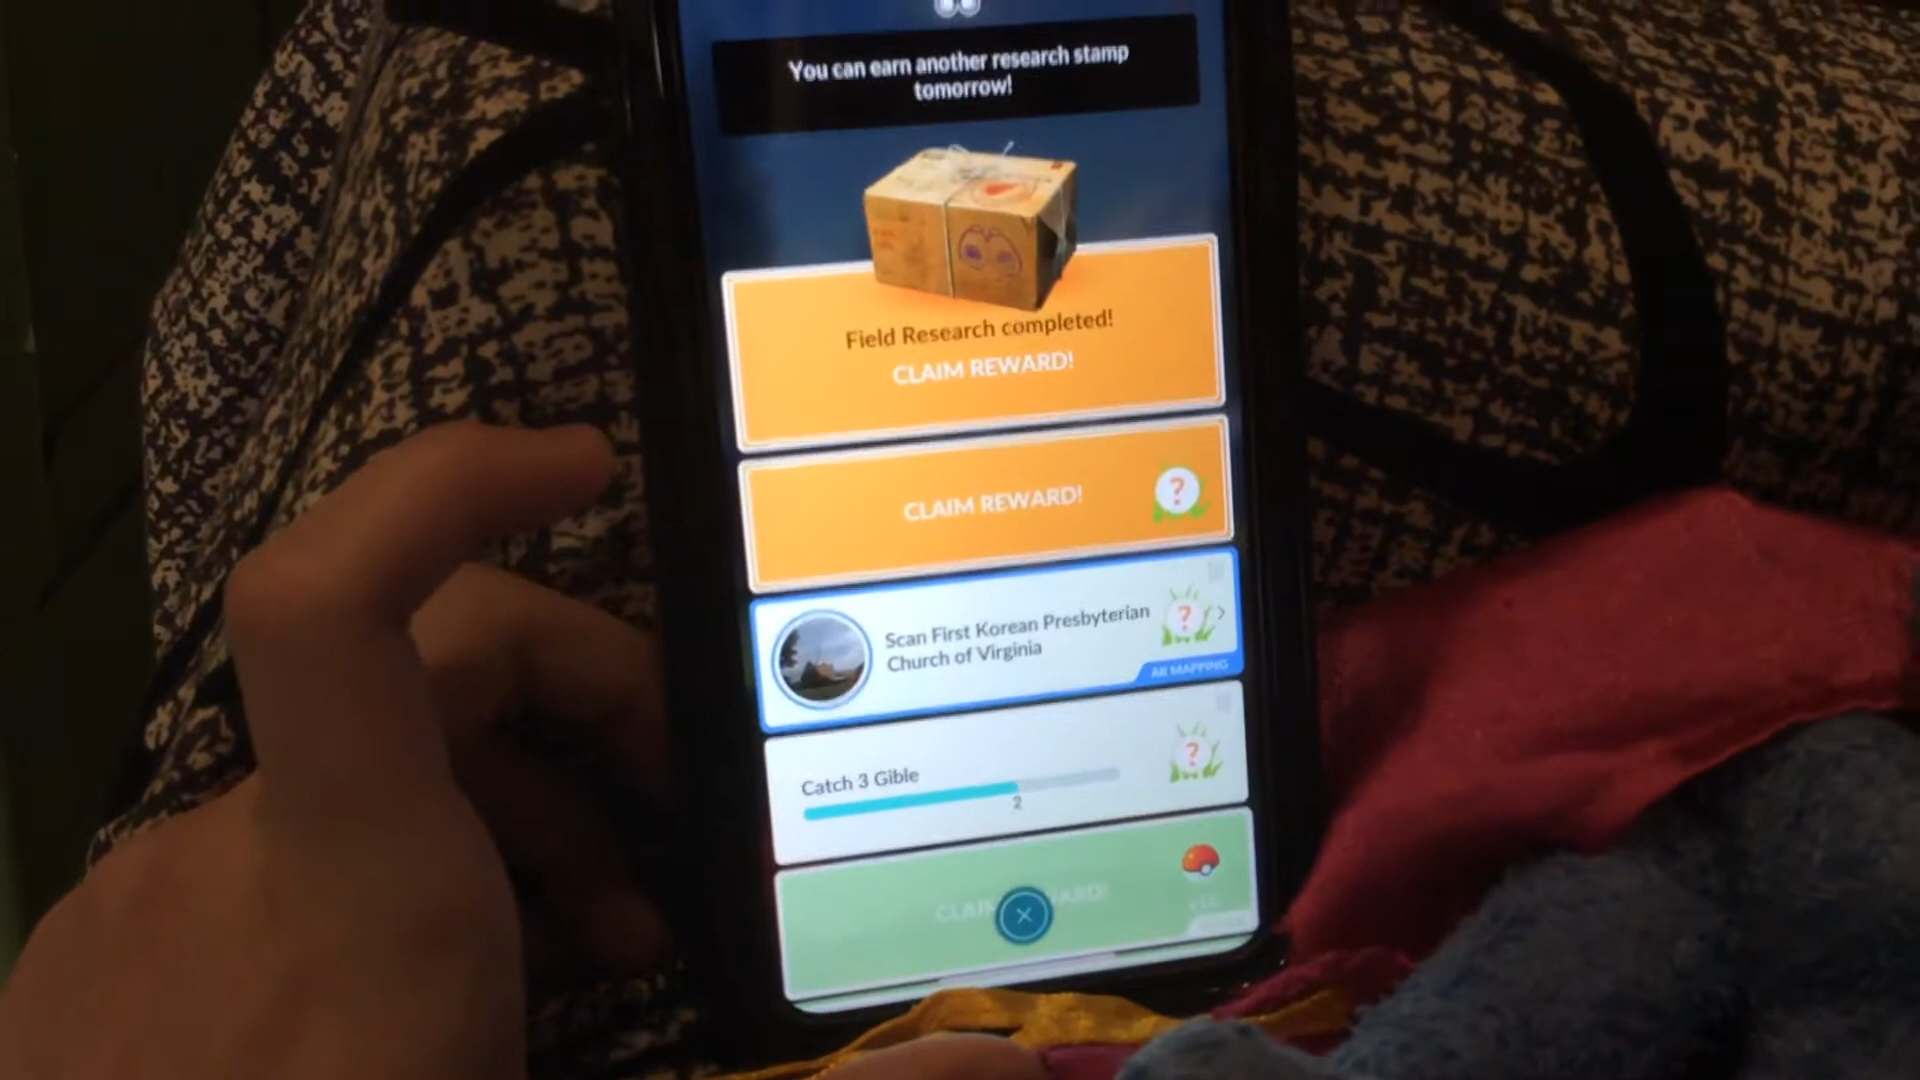 You can earn another research stamp
tomorrow!
Field Research completed!
CLAIM REWARD!
CLAIM REWARD!
?
Scan First Korean Presbyterian
Church of Virginia
?
AR MAPPING
Catch 3 Gible
2
?